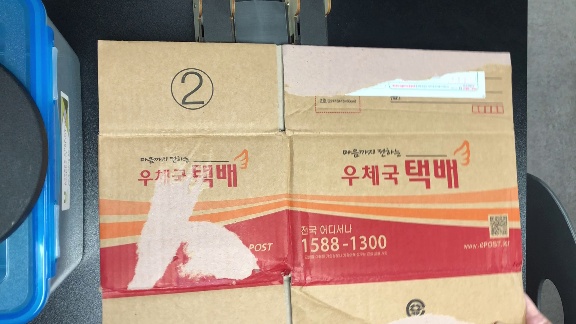 ②
마음까지 전하는
우체국 택배
POST
마음까지 전하는
우체국 택배
전국 어디서나
1588-1300
www.ePOST.kr